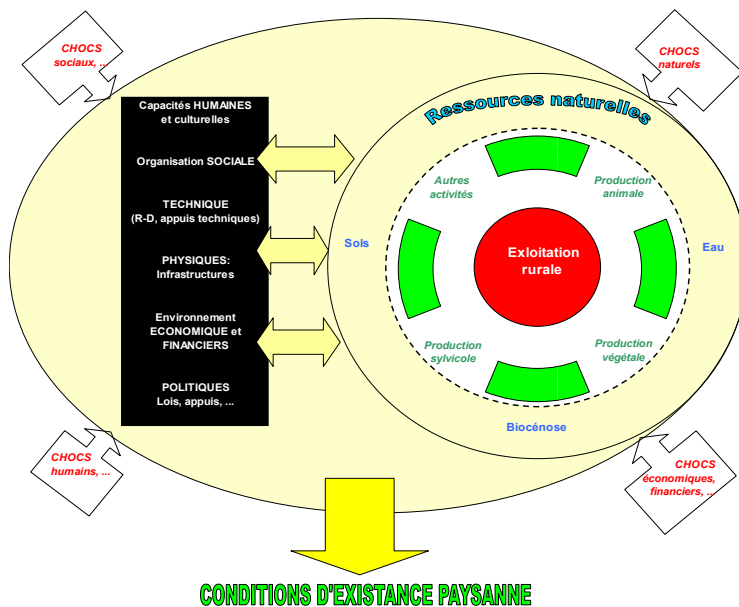 CHOCS
sociaux, ...
CHOCS
naturels
Capacités HUMAINES
et culturelles
Organisation SOCIALE
TECHNIQUE
(R-D, appuis techniques)
PHYSIQUES:
Infrastructures
Environnement
ECONOMIQUE et
FINANCIERS
POLITIQUES
Lois, appuis, ...
Ressources naturelles
Autres
activités
Production
animale
Sols
Exloitation
rurale
Eau
Production
sylvicole
Production
végétale
Biocénose
CHOCS
humains, ...
CHOCS
économiques,
financiers, ...
CONDITIONS D'EXISTANCE PAYSANNE